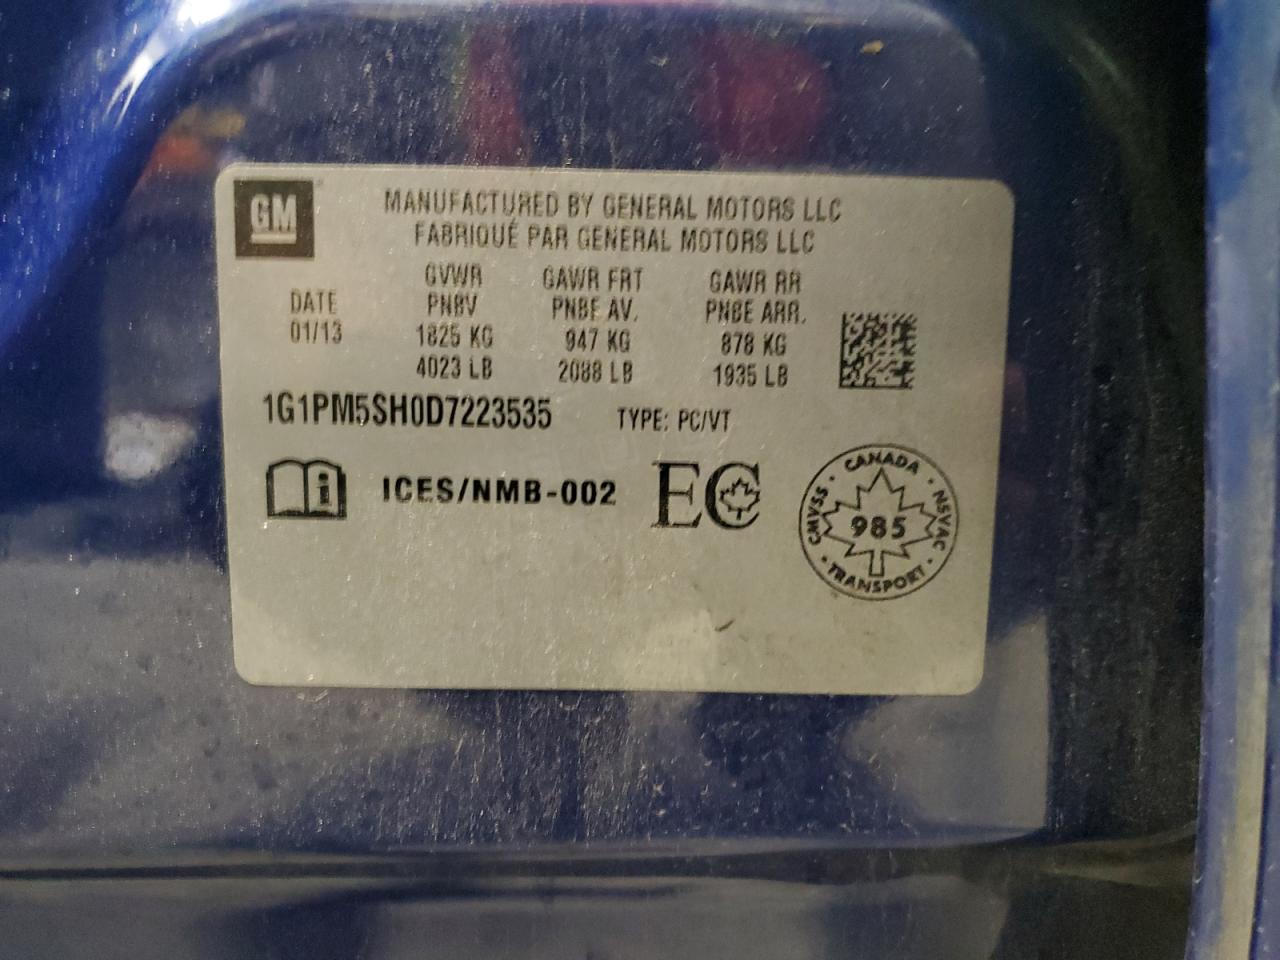 GM
MANUFACTURED BY GENERAL MOTORS LLC
FABRIQUÉ PAR GENERAL MOTORS LLC
DATE
01/13
GVWR
PNBV
1825 KG
4023 LB
GAWR FRT
PNBE AV.
947 KG
2088 LB
GAWR RR
PNBE ARR.
878 KG
1935 LB
1G1PM5SH0D7223535 TYPE: PC/VT
i ICES/NMB-002 EC
CANADA
CMVSS 985 NSVAC
TRANSPORT